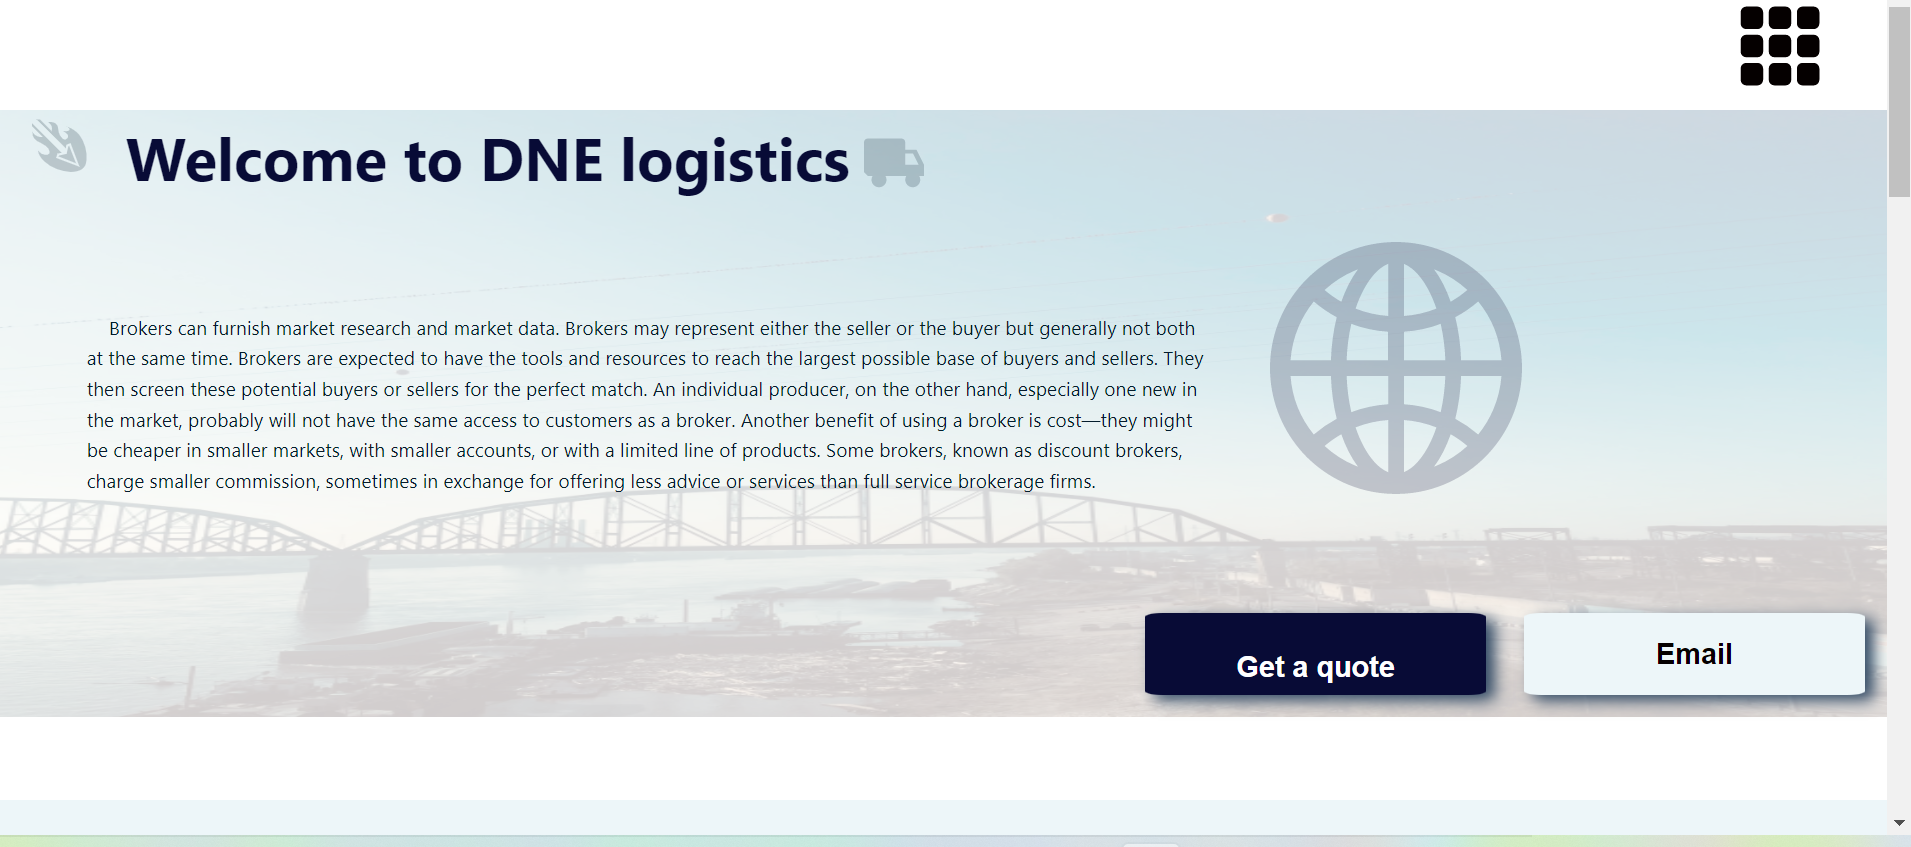 Welcome to DNE logistics
Brokers can furnish market research and market data. Brokers may represent either the seller or the buyer but generally not both
at the same time. Brokers are expected to have the tools and resources to reach the largest possible base of buyers and sellers. They
then screen these potential buyers or sellers for the perfect match. An individual producer, on the other hand, especially one new in
the market, probably will not have the same access to customers as a broker. Another benefit of using a broker is cost—they might
be cheaper in smaller markets, with smaller accounts, or with a limited line of products. Some brokers, known as discount brokers,
charge smaller commission, sometimes in exchange for offering less advice or services than full service brokerage firms.
Get a quote
Email